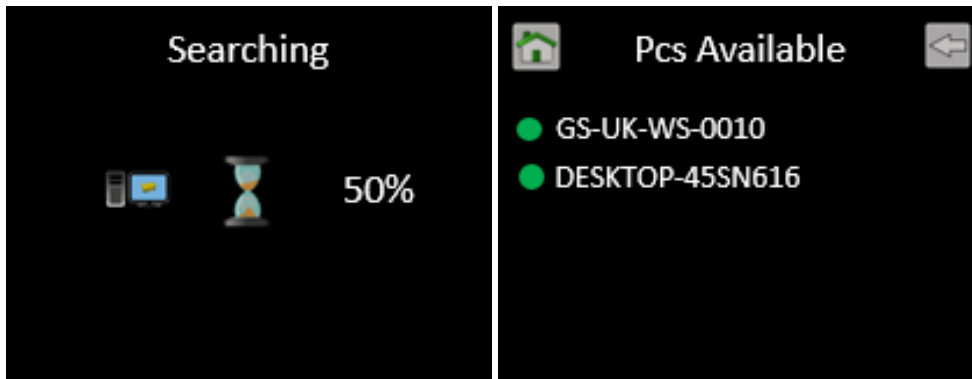 Searching
50%
Pcs Available
GS-UK-WS-0010
DESKTOP-45SN616